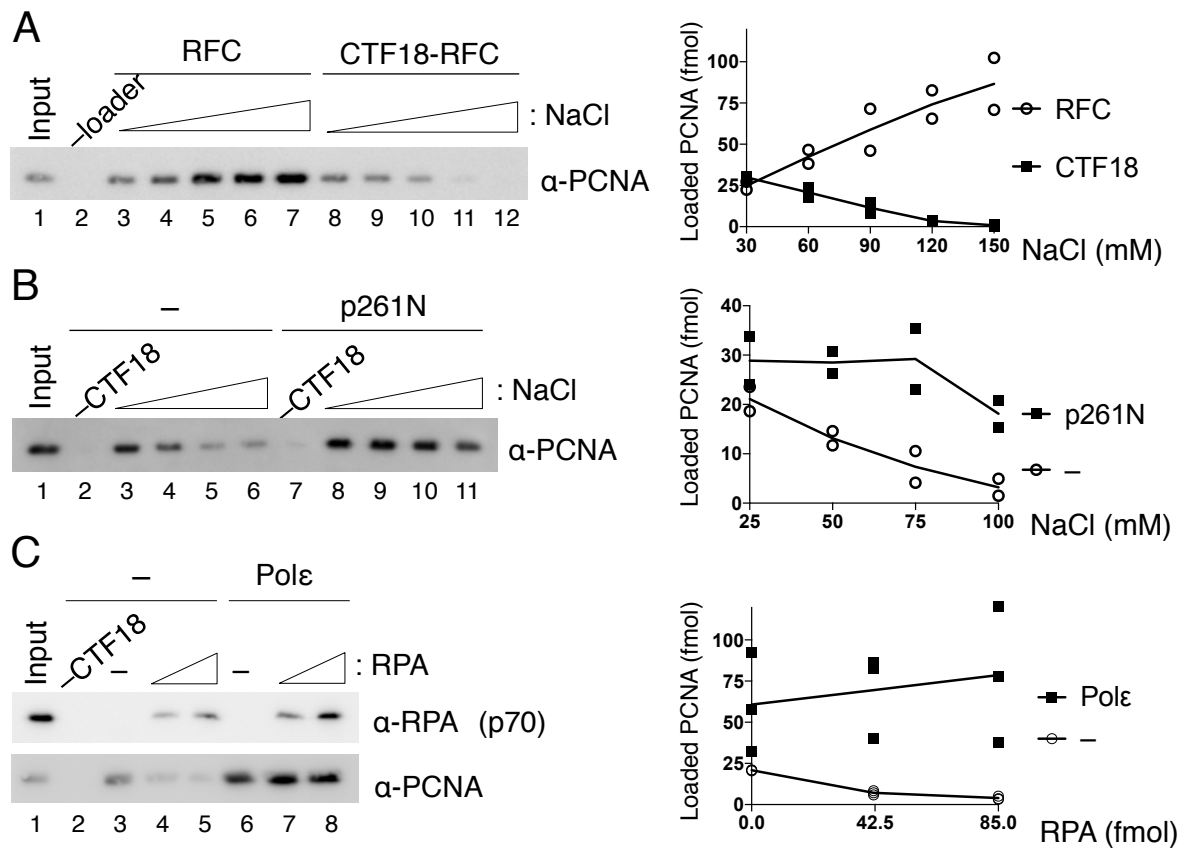 A
RFC
CTF18-RFC
Input
–loader
: NaCl
α-PCNA
1 2 3 4 5 6 7 8 9 10 11 12
Loaded PCNA (fmol)
100
75
50
25
0
30 60 90 120 150
NaCl (mM)
RFC
CTF18
B
–
p261N
Input
–CTF18
–CTF18
: NaCl
α-PCNA
1 2 3 4 5 6 7 8 9 10 11
Loaded PCNA (fmol)
40
30
20
10
0
25 50 75 100
NaCl (mM)
p261N
–
C
–
Polε
Input
–CTF18
–
–
: RPA
α-RPA (p70)
α-PCNA
1 2 3 4 5 6 7 8
Loaded PCNA (fmol)
100
75
50
25
0
0.0 42.5 85.0
RPA (fmol)
Polε
–